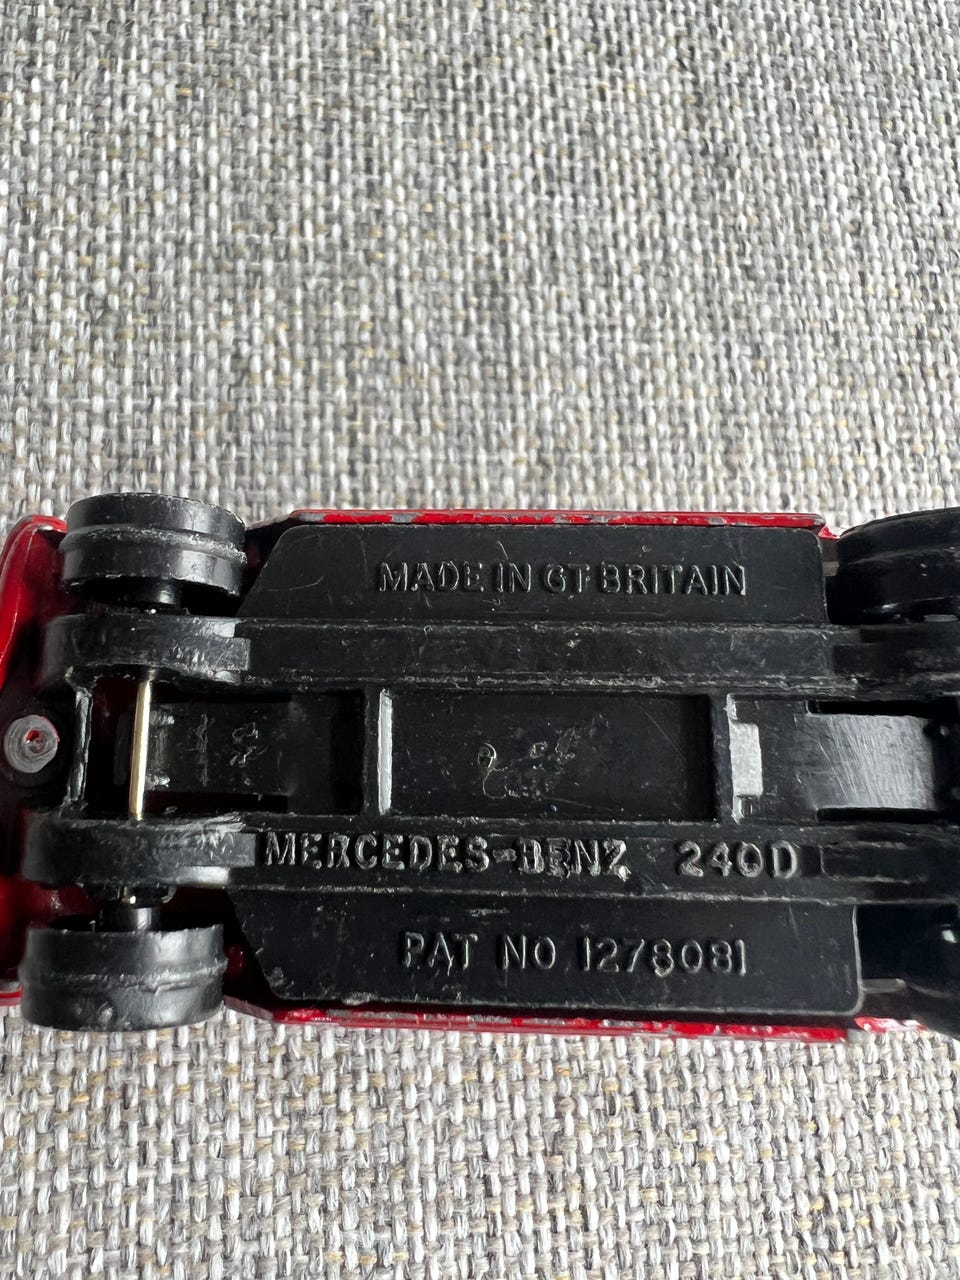 MADE IN GT BRITAIN
MERCEDES-BENZ 240D
PAT NO 1278081